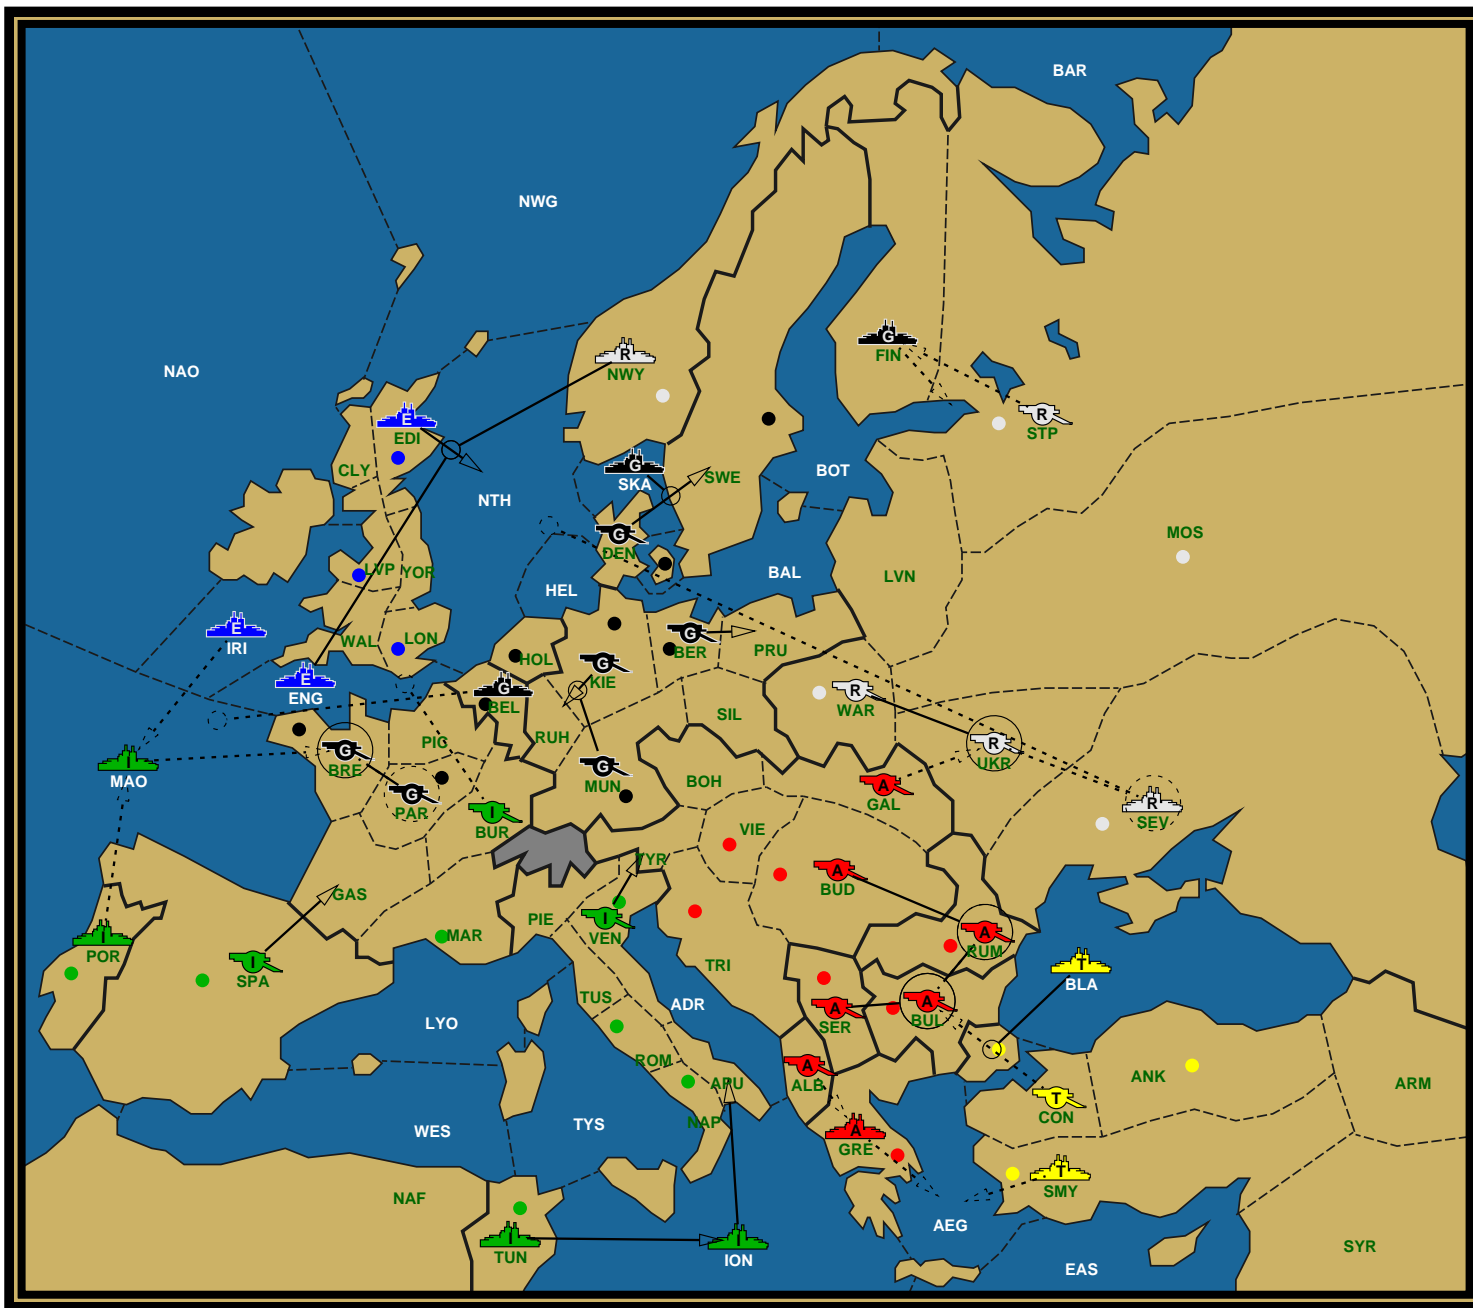 BAR
NWG
G
FIN
R
NWY
NAO
E
EDI
R
STP
CLY
G
SKA
SWE
BOT
NTH
G
DEN
MOS
LVP
YOR
HEL
BAL
LVN
E
IRI
WAL
LON
HOL
G
KIE
G
BER
PRU
E
ENG
G
BEL
R
WAR
SIL
RUH
PIC
G
BRE
R
UKR
I
MAO
G
MUN
BOH
A
GAL
G
PAR
I
BUR
R
SEV
VIE
TYR
A
BUD
GAS
I
POR
MAR
PIE
I
VEN
A
RUM
I
SPA
TRI
T
BLA
TUS
ADR
A
SER
A
BUL
LYO
ROM
A
ALB
APU
ANK
ARM
T
CON
NAP
WES
TYS
A
GRE
T
SMY
NAF
AEG
I
TUN
I
ION
SYR
EAS